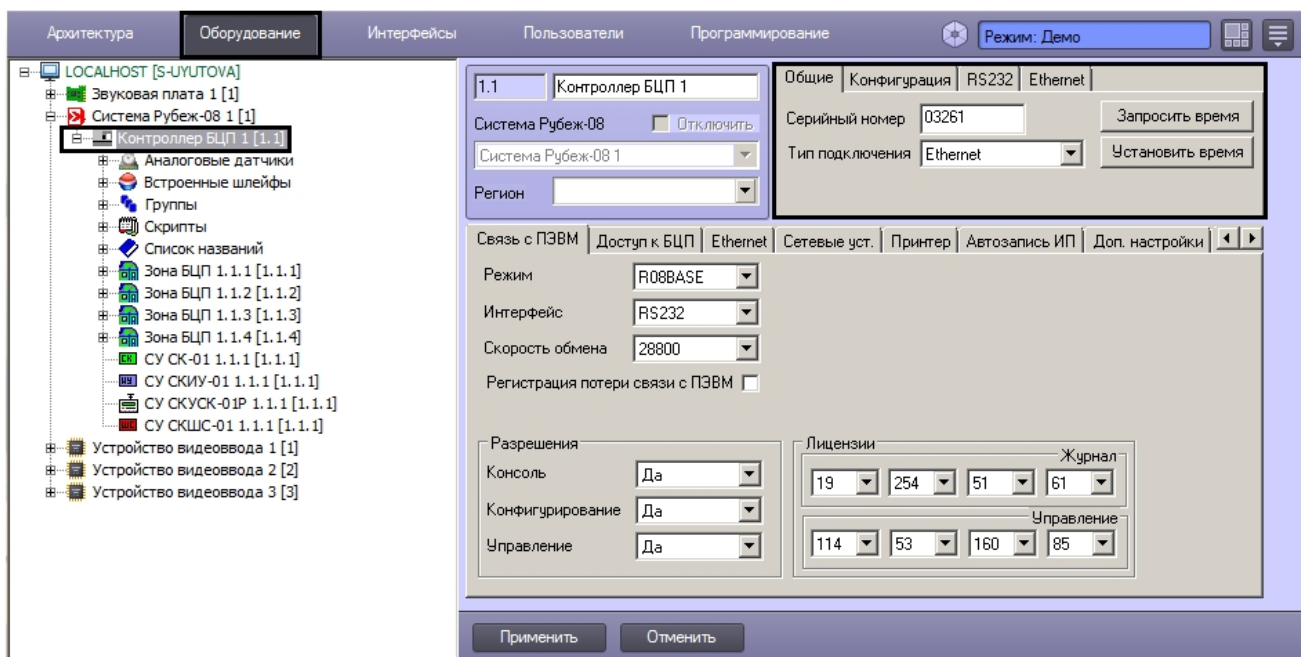 Архитектура Оборудование Интерфейсы Пользователи Программирование Режим: Демо
LOCALHOST [S-UYUTOVA]
Звуковая плата 1 [1]
Система Рубеж-08 1 [1]
Контроллер БЦП 1 [1.1]
Аналоговые датчики
Встроенные шлейфы
Группы
Скрипты
Список названий
Зона БЦП 1.1.1 [1.1.1]
Зона БЦП 1.1.2 [1.1.2]
Зона БЦП 1.1.3 [1.1.3]
Зона БЦП 1.1.4 [1.1.4]
СК СУ СК-01 1.1.1 [1.1.1]
ИУ СУ СКИУ-01 1.1.1 [1.1.1]
СУ СКУСК-01Р 1.1.1 [1.1.1]
ШС СУ СКШС-01 1.1.1 [1.1.1]
Устройство видеоввода 1 [1]
Устройство видеоввода 2 [2]
Устройство видеоввода 3 [3]
1.1 Контроллер БЦП 1
Система Рубеж-08 Отключить
Система Рубеж-08 1
Регион
Общие Конфигурация RS232 Ethernet
Серийный номер 03261 Запросить время
Тип подключения Ethernet Установить время
Связь с ПЭВМ Доступ к БЦП Ethernet Сетевые уст. Принтер Автозапись ИП Доп. настройки
Режим R08BASE
Интерфейс RS232
Скорость обмена 28800
Регистрация потери связи с ПЭВМ
Разрешения
Консоль Да
Конфигурирование Да
Управление Да
Лицензии
Журнал
19 254 51 61
Управление
114 53 160 85
Применить Отменить